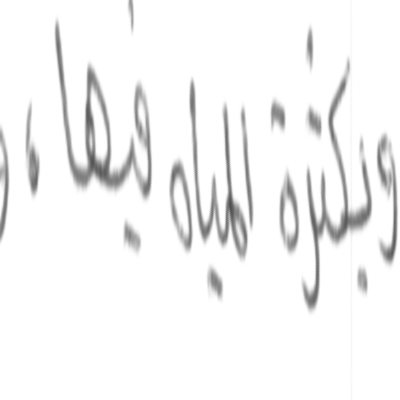 وبكثرة المياه فيها ،